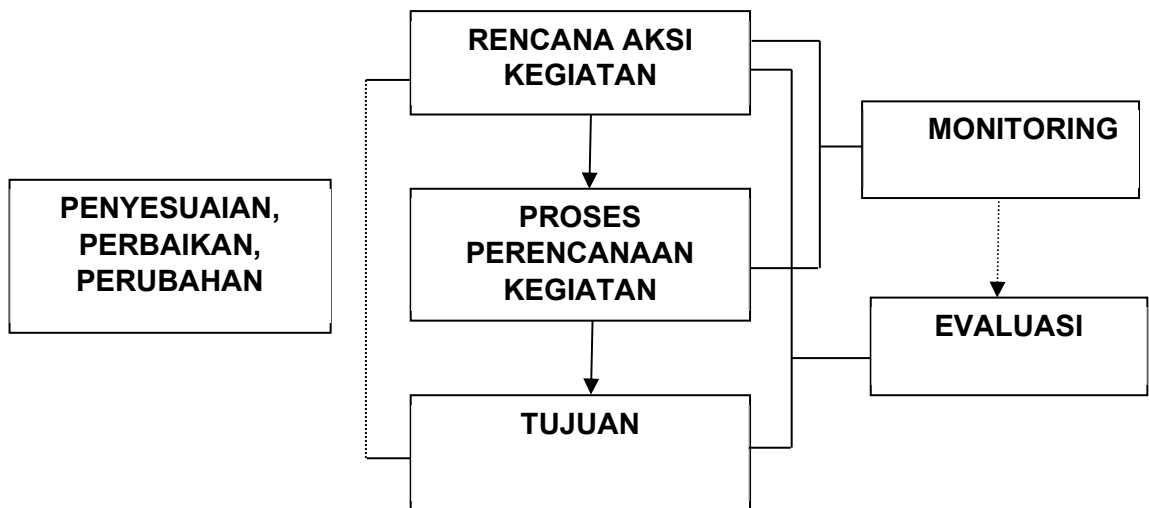 RENCANA AKSI
KEGIATAN
MONITORING
PENYESUAIAN,
PERBAIKAN,
PERUBAHAN
PROSES
PERENCANAAN
KEGIATAN
EVALUASI
TUJUAN